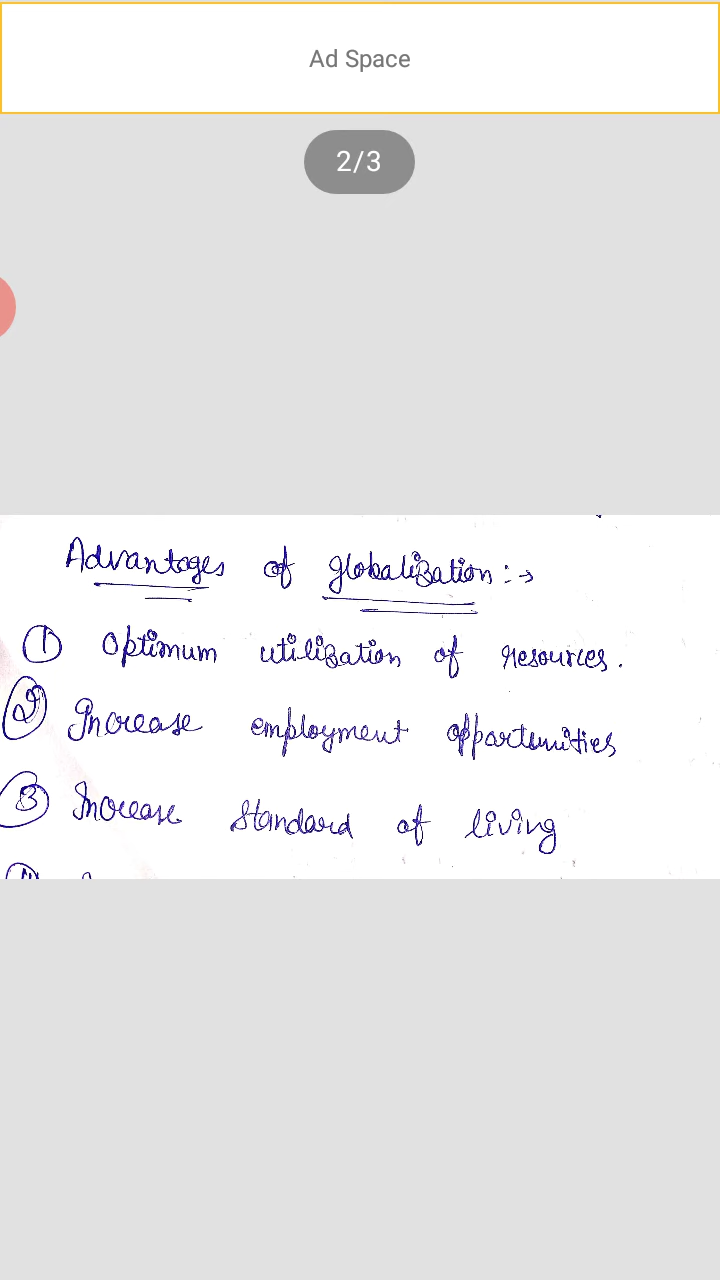 Ad Space
2/3
Advantages of globalization :→
① Optimum utilization of resources.
② Increase employment opportunities
③ Increase standard of living